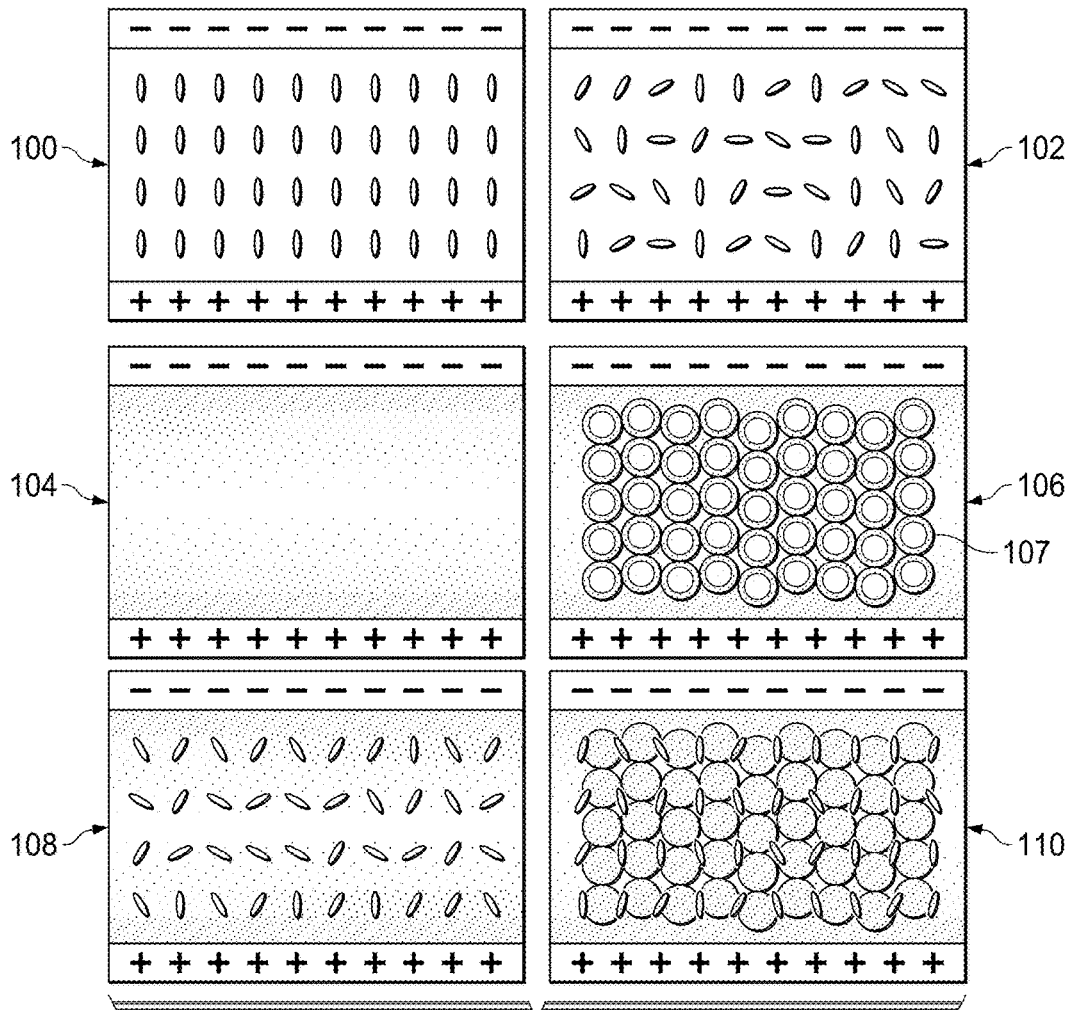 − − − − − − − − − −
− − − − − − − − − −
100
102
+ + + + + + + + + +
+ + + + + + + + + +
− − − − − − − − − −
− − − − − − − − − −
104
106
107
+ + + + + + + + + +
+ + + + + + + + + +
− − − − − − − − − −
− − − − − − − − − −
108
110
+ + + + + + + + + +
+ + + + + + + + + +